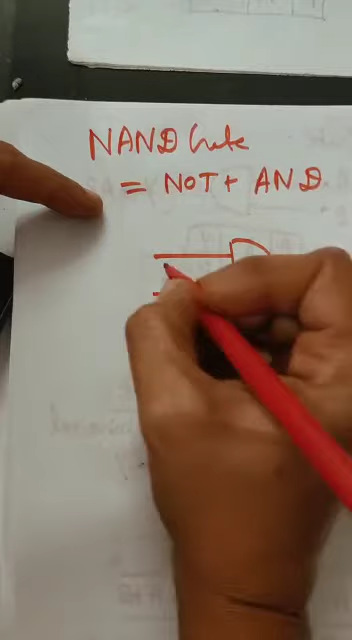 NAND Gate
= NOT + AND